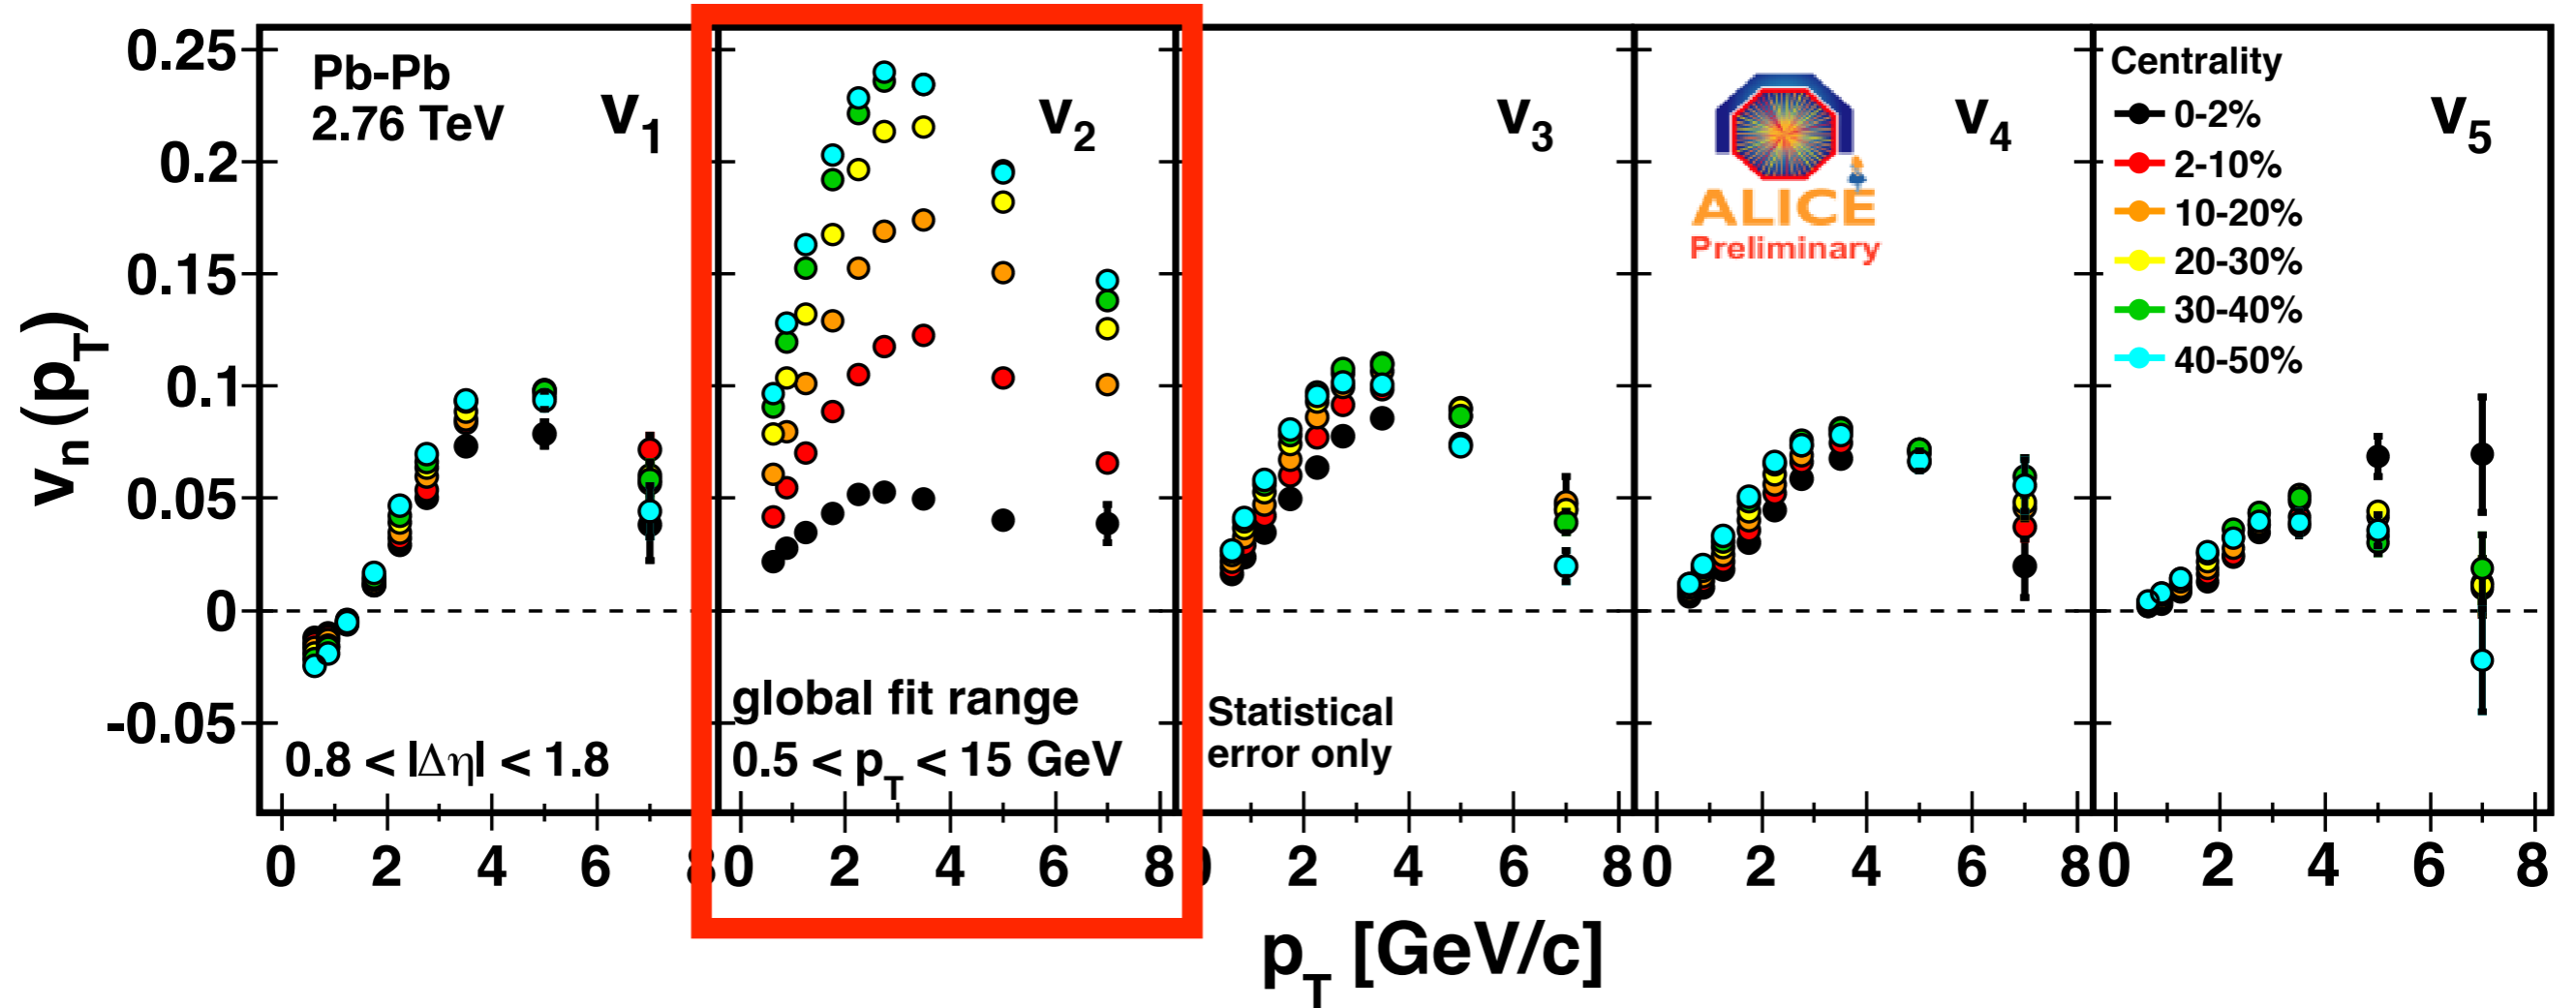 0.25
0.2
0.15
0.1
0.05
0
-0.05
vn (pT)
Pb-Pb
2.76 TeV
v1
0.8 < |Δη| < 1.8
v2
global fit range
0.5 < pT < 15 GeV
v3
Statistical
error only
ALICE
Preliminary
v4
Centrality
0-2%
2-10%
10-20%
20-30%
30-40%
40-50%
v5
0 2 4 6 8 0 2 4 6 8 0 2 4 6 8 0 2 4 6 8 0 2 4 6 8
pT [GeV/c]